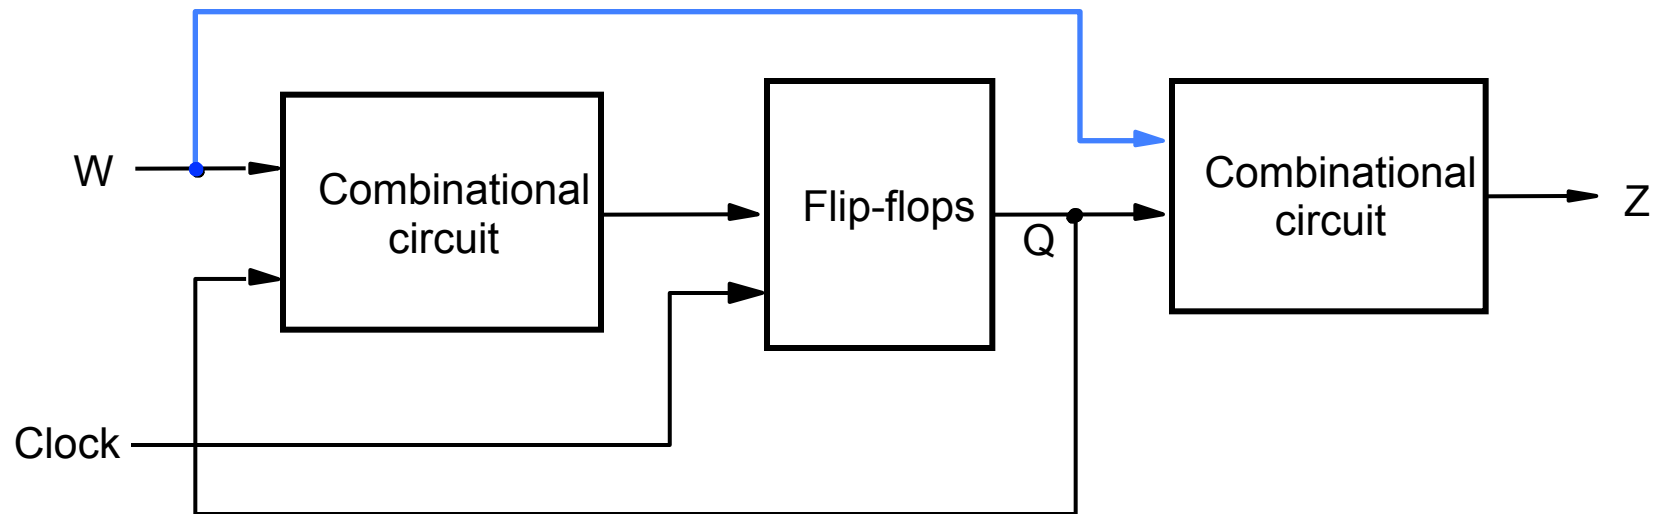 W
Combinational
circuit
Flip-flops
Q
Combinational
circuit
Z
Clock